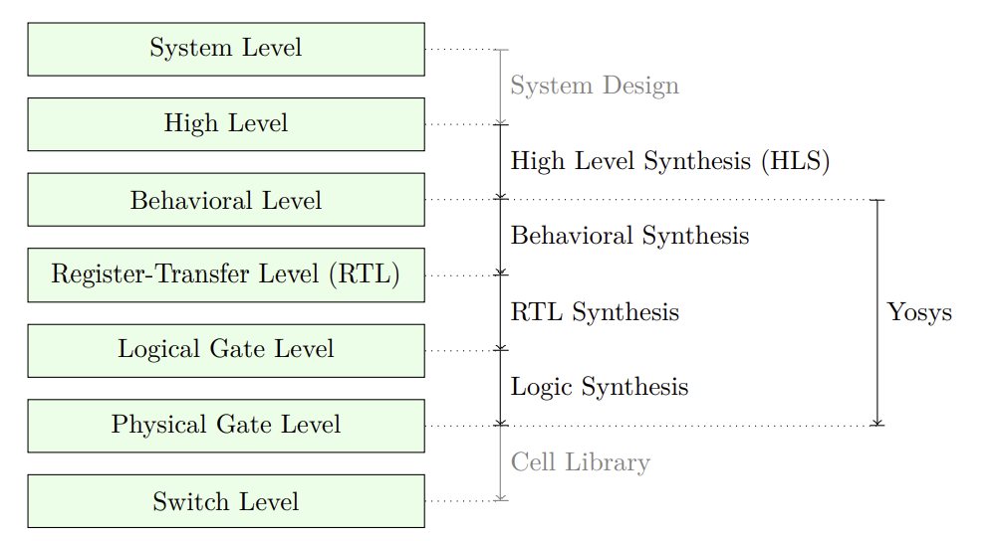 System Level
System Design
High Level
High Level Synthesis (HLS)
Behavioral Level
Behavioral Synthesis
Register-Transfer Level (RTL)
RTL Synthesis
Yosys
Logical Gate Level
Logic Synthesis
Physical Gate Level
Cell Library
Switch Level